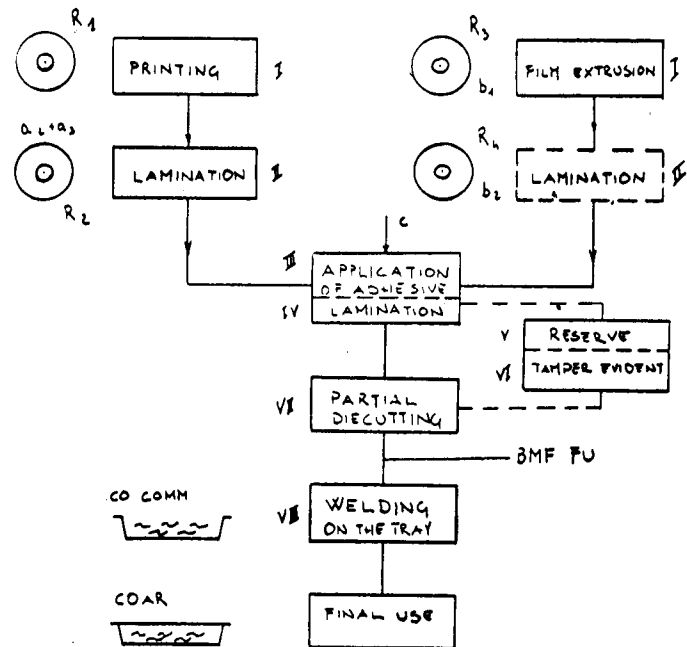 R1
PRINTING I
R3
b1
FILM EXTRUSION I
a2+a3
R2
LAMINATION II
R4
b2
LAMINATION II
c
III
APPLICATION
OF ADHESIVE
IV
LAMINATION
V
RESERVE
VI
TAMPER EVIDENT
VII
PARTIAL
DIECUTTING
BMF FU
CO COMM
VIII
WELDING
ON THE TRAY
COAR
FINAL USE